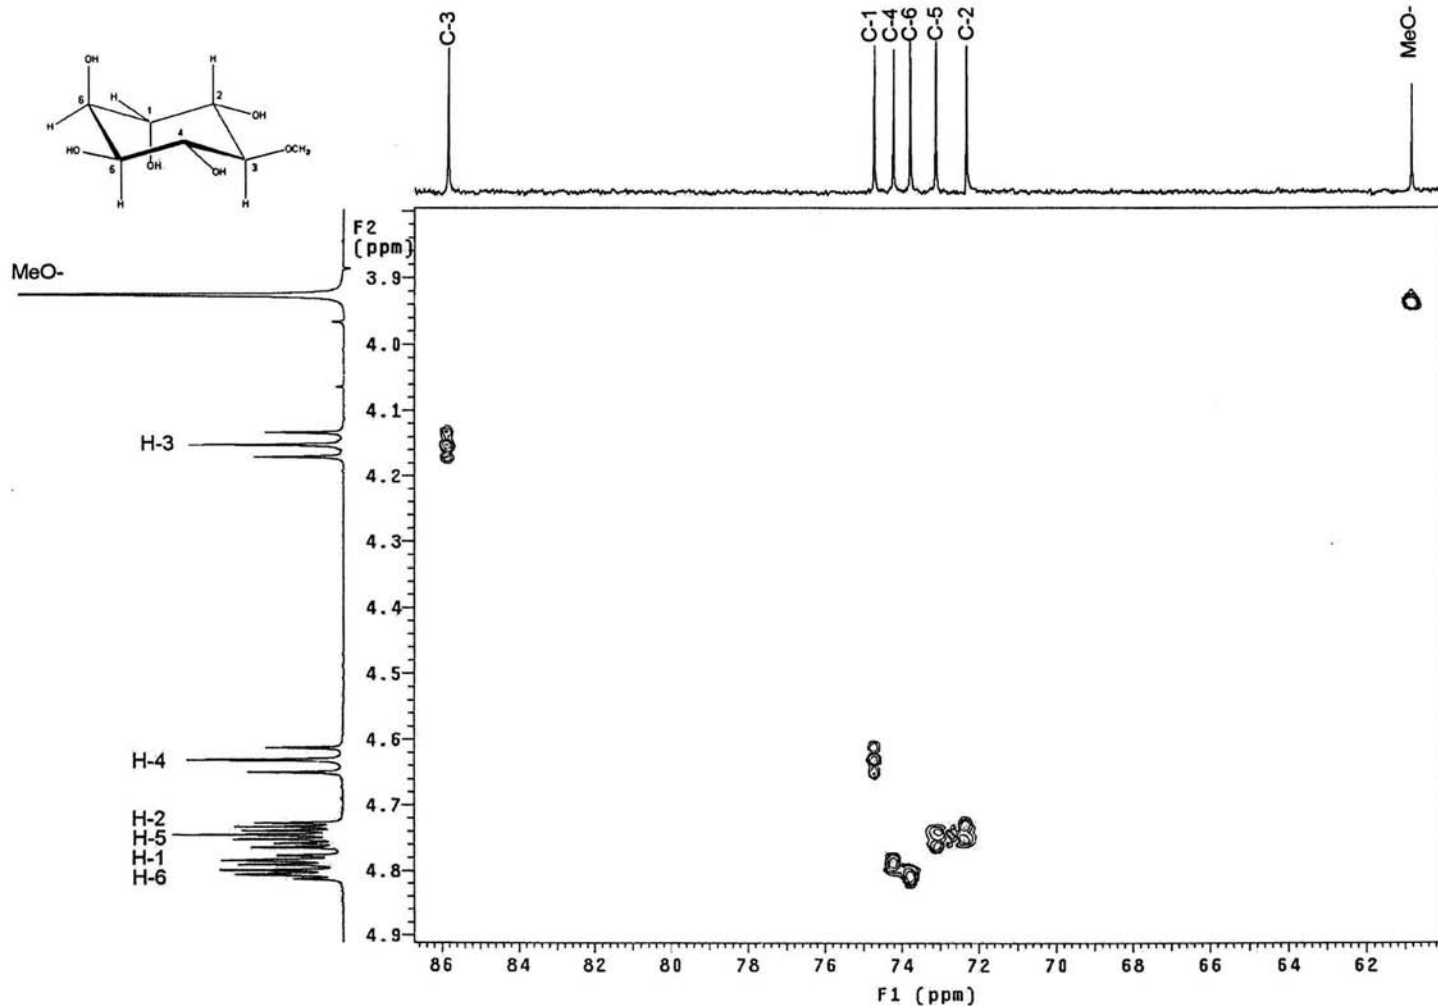 C-3
C-1
C-4
C-6
C-5
C-2
MeO-
OH
H
H
6
1
2
OH
H
4
HO
OCH3
5
OH
OH
3
H
H
F2
(ppm)
MeO-
3.9
4.0
4.1
H-3
4.2
4.3
4.4
4.5
4.6
H-4
4.7
H-2
H-5
H-1
4.8
H-6
4.9
86 84 82 80 78 76 74 72 70 68 66 64 62
F1 (ppm)